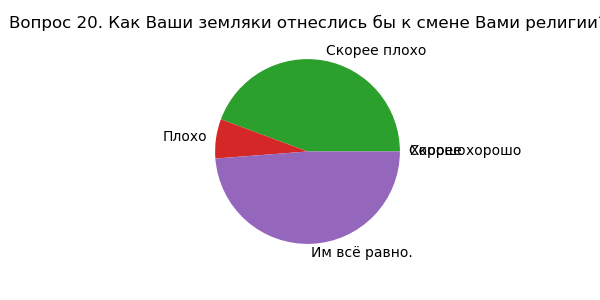 Вопрос 20. Как Ваши земляки отнеслись бы к смене Вами религии?
Скорее плохо
Плохо
Им всё равно.